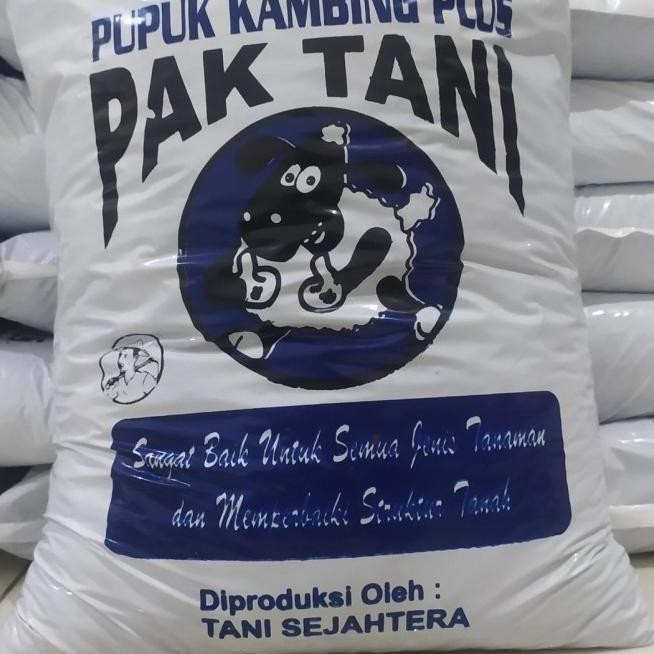 PUPUK KAMBING PLUS
PAK TANI
Sangat Baik Untuk Semua Jenis Tanaman
dan Memperbaiki Struktur Tanah
Diproduksi Oleh :
TANI SEJAHTERA